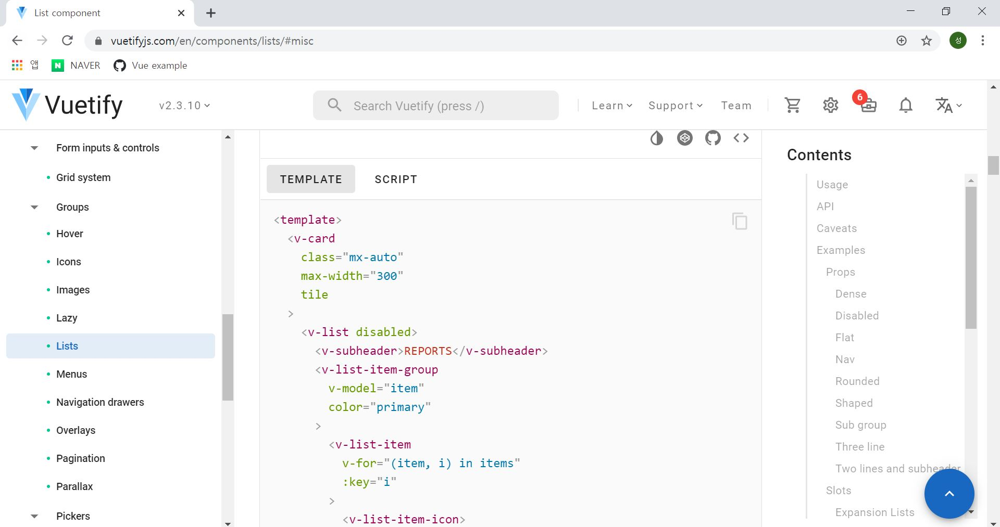 List component
vuetifyjs.com/en/components/lists/#misc
성
앱
NAVER
Vue example
Vuetify
v2.3.10
Search Vuetify (press /)
Learn
Support
Team
6
Form inputs & controls
Grid system
Groups
Hover
Icons
Images
Lazy
Lists
Menus
Navigation drawers
Overlays
Pagination
Parallax
Pickers
TEMPLATE
SCRIPT
<template>
<v-card
class="mx-auto"
max-width="300"
tile
>
<v-list disabled>
<v-subheader>REPORTS</v-subheader>
<v-list-item-group
v-model="item"
color="primary"
>
<v-list-item
v-for="(item, i) in items"
:key="i"
>
<v-list-item-icon>
Contents
Usage
API
Caveats
Examples
Props
Dense
Disabled
Flat
Nav
Rounded
Shaped
Sub group
Three line
Two lines and subheader
Slots
Expansion Lists